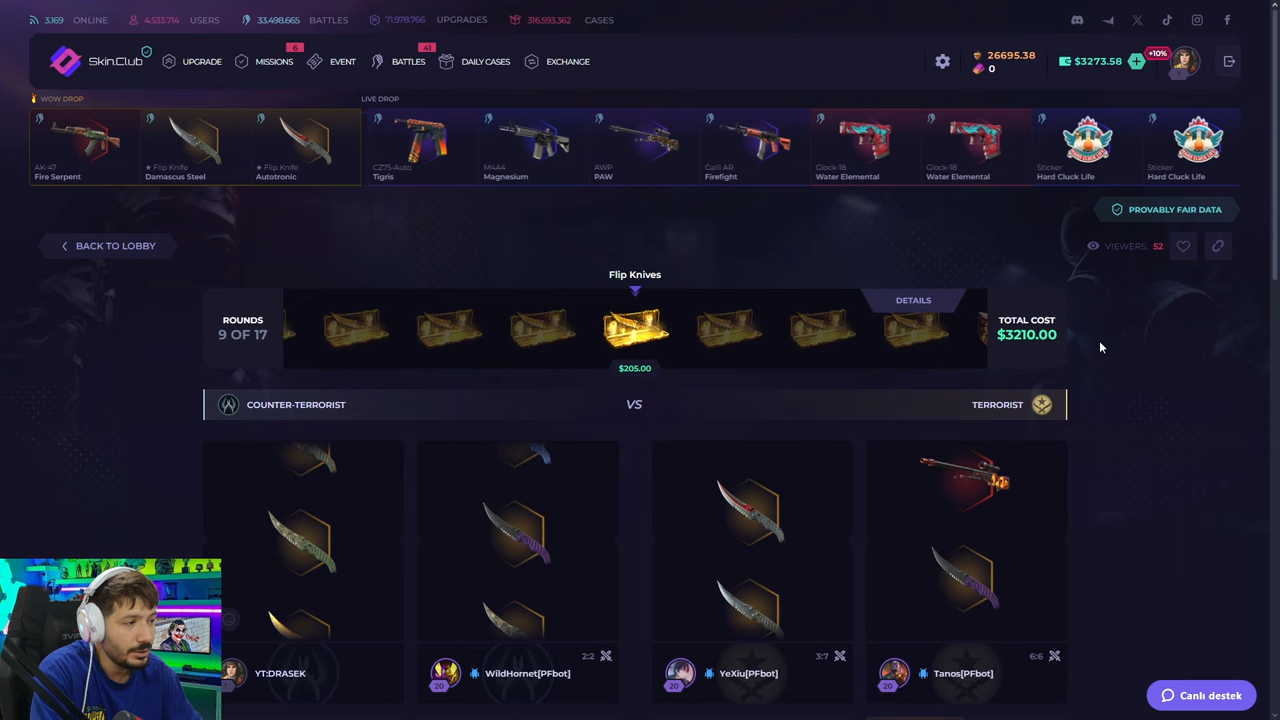 3.169 ONLINE 4.533.714 USERS 33.498.665 BATTLES 71.978.766 UPGRADES 316.593.362 CASES
6 41
Skin.Club UPGRADE MISSIONS EVENT BATTLES DAILY CASES EXCHANGE
26695.38
0
$3273.58
+10%
WOW DROP LIVE DROP
AK-47
Fire Serpent
★ Flip Knife
Damascus Steel
★ Flip Knife
Autotronic
CZ75-Auto
Tigris
M4A4
Magnesium
AWP
PAW
Galil AR
Firefight
Glock-18
Water Elemental
Glock-18
Water Elemental
Sticker
Hard Cluck Life
Sticker
Hard Cluck Life
PROVABLY FAIR DATA
BACK TO LOBBY
VIEWERS: 52
Flip Knives
DETAILS
ROUNDS
9 OF 17
TOTAL COST
$3210.00
$205.00
COUNTER-TERRORIST VS TERRORIST
YT:DRASEK
2:2
20 WildHornet[PFbot]
3:7
20 YeXiu[PFbot]
6:6
20 Tanos[PFbot]
Canlı destek